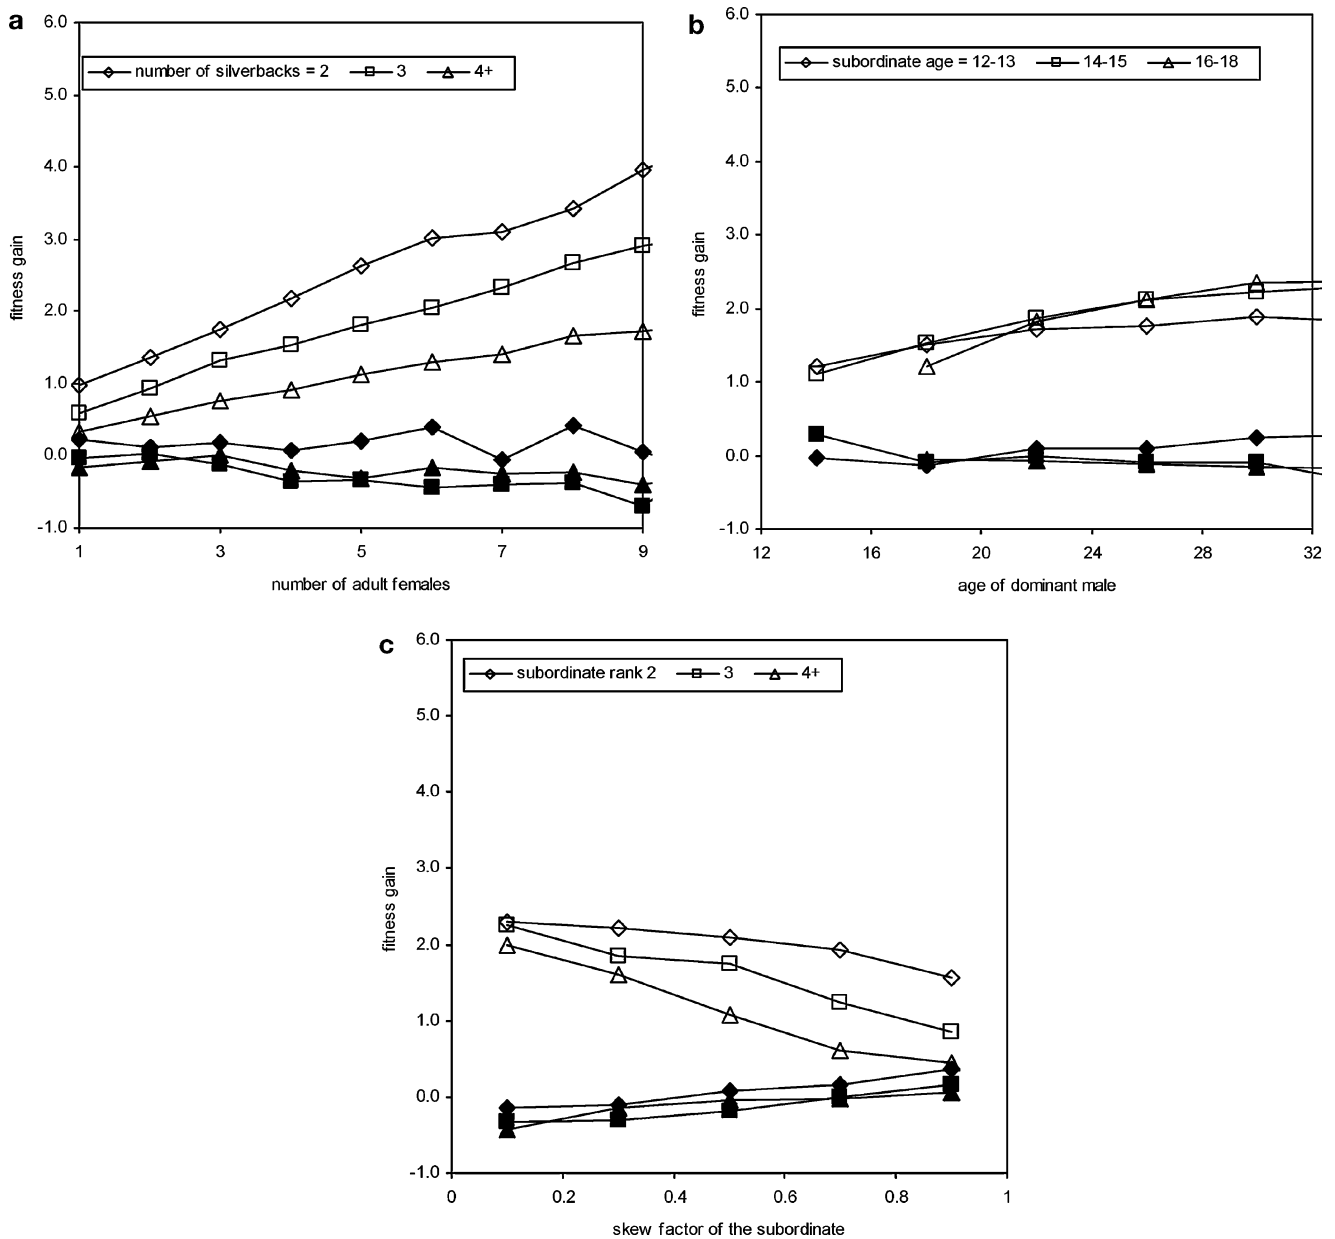 a
6.0
number of silverbacks = 2 3 4+
5.0
4.0
3.0
2.0
1.0
0.0
-1.0
fitness gain
1 3 5 7 9
number of adult females
b
6.0
subordinate age = 12-13 14-15 16-18
5.0
4.0
3.0
2.0
1.0
0.0
-1.0
fitness gain
12 16 20 24 28 32
age of dominant male
c
6.0
subordinate rank 2 3 4+
5.0
4.0
3.0
2.0
1.0
0.0
-1.0
fitness gain
0 0.2 0.4 0.6 0.8 1
skew factor of the subordinate